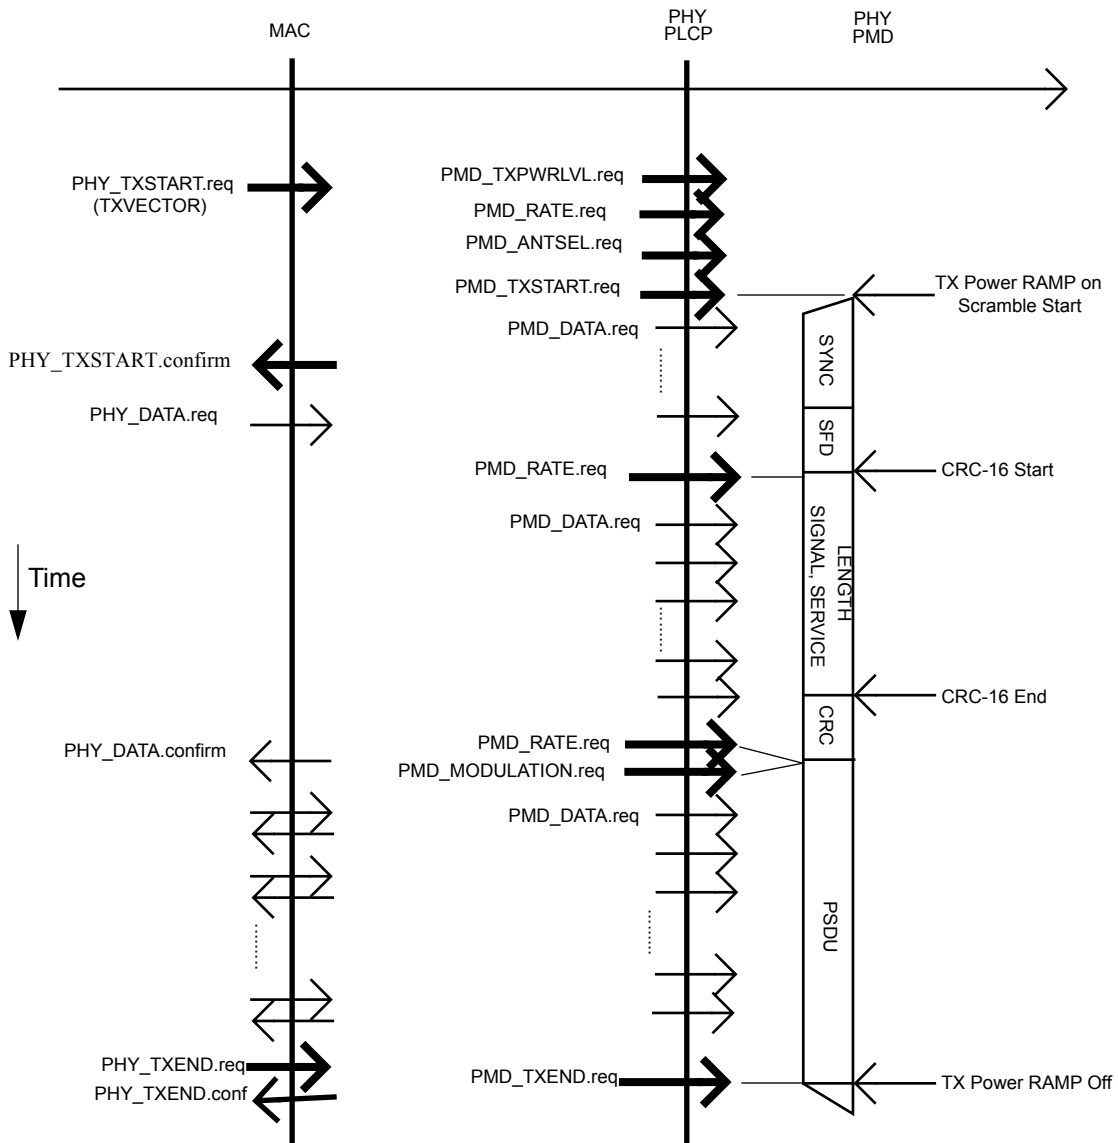 MAC
PHY
PLCP
PHY
PMD
PHY_TXSTART.req
(TXVECTOR)
PMD_TXPWRLVL.req
PMD_RATE.req
PMD_ANTSEL.req
PMD_TXSTART.req
TX Power RAMP on
Scramble Start
PMD_DATA.req
SYNC
PHY_TXSTART.confirm
PHY_DATA.req
SFD
PMD_RATE.req
CRC-16 Start
PMD_DATA.req
LENGTH
SIGNAL, SERVICE
Time
CRC-16 End
CRC
PHY_DATA.confirm
PMD_RATE.req
PMD_MODULATION.req
PMD_DATA.req
PSDU
PHY_TXEND.req
PHY_TXEND.conf
PMD_TXEND.req
TX Power RAMP Off